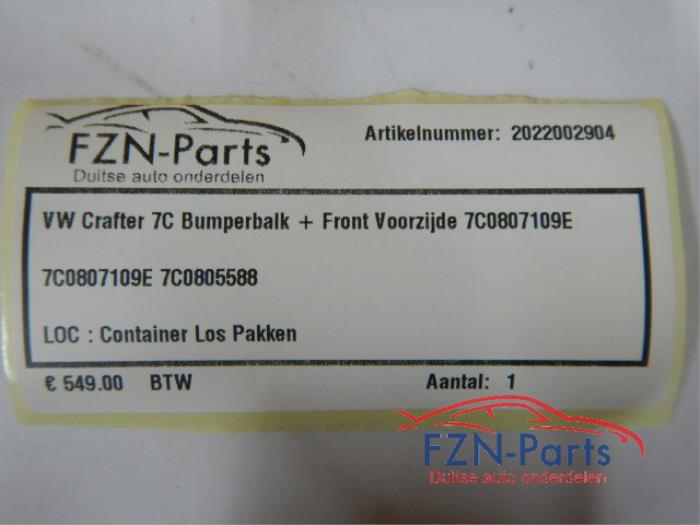 FZN-Parts
Duitse auto onderdelen
Artikelnummer: 2022002904
VW Crafter 7C Bumperbalk + Front Voorzijde 7C0807109E
7C0807109E 7C0805588
LOC : Container Los Pakken
€ 549.00 BTW Aantal: 1
FZN-Parts
Duitse auto onderdelen